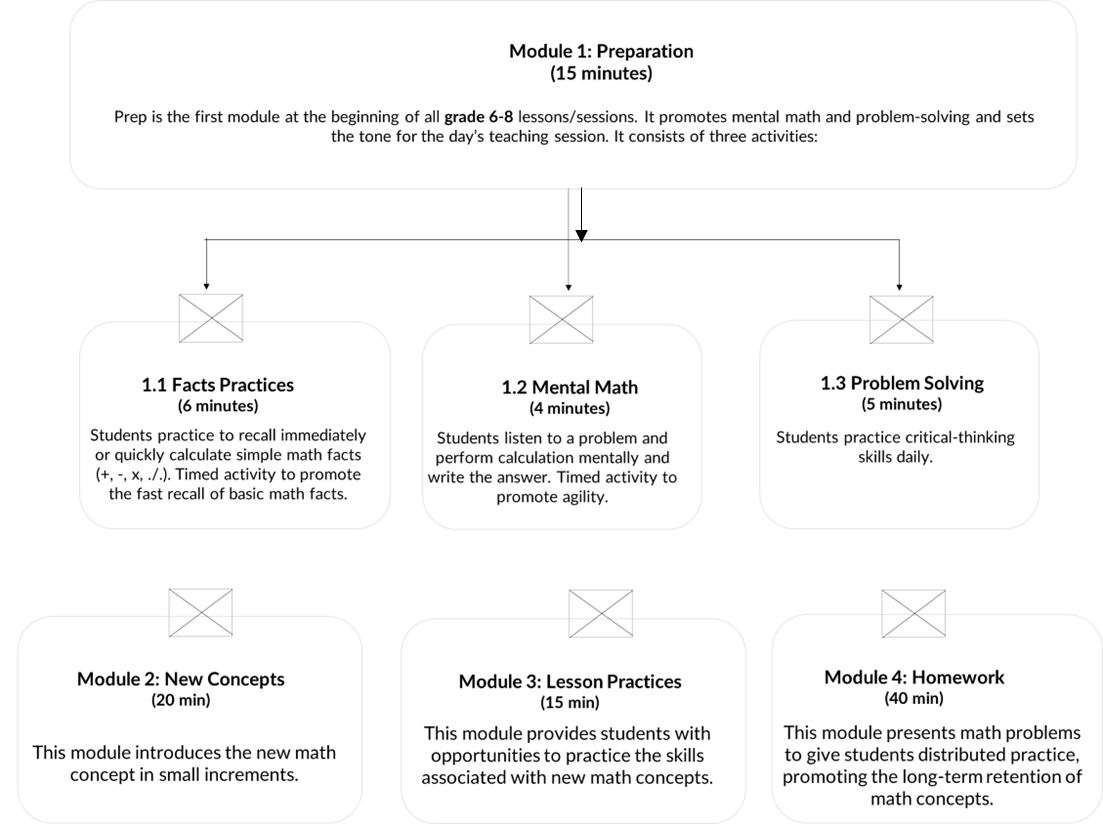 Module 1: Preparation
(15 minutes)
Prep is the first module at the beginning of all grade 6-8 lessons/sessions. It promotes mental math and problem-solving and sets
the tone for the day's teaching session. It consists of three activities:
1.1 Facts Practices
(6 minutes)
Students practice to recall immediately
or quickly calculate simple math facts
(+, -, x, ./.). Timed activity to promote
the fast recall of basic math facts.
1.2 Mental Math
(4 minutes)
Students listen to a problem and
perform calculation mentally and
write the answer. Timed activity to
promote agility.
1.3 Problem Solving
(5 minutes)
Students practice critical-thinking
skills daily.
Module 2: New Concepts
(20 min)
This module introduces the new math
concept in small increments.
Module 3: Lesson Practices
(15 min)
This module provides students with
opportunities to practice the skills
associated with new math concepts.
Module 4: Homework
(40 min)
This module presents math problems
to give students distributed practice,
promoting the long-term retention of
math concepts.